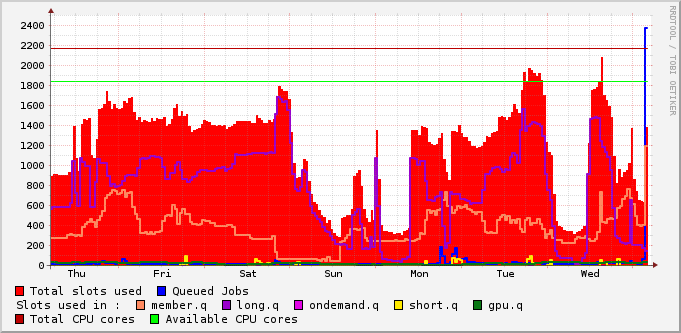 RRDTOOL / TOBI OETIKER
2400
2200
2000
1800
1600
1400
1200
1000
800
600
400
200
0
Thu Fri Sat Sun Mon Tue Wed
Total slots used Queued Jobs
Slots used in : member.q long.q ondemand.q short.q gpu.q
Total CPU cores Available CPU cores